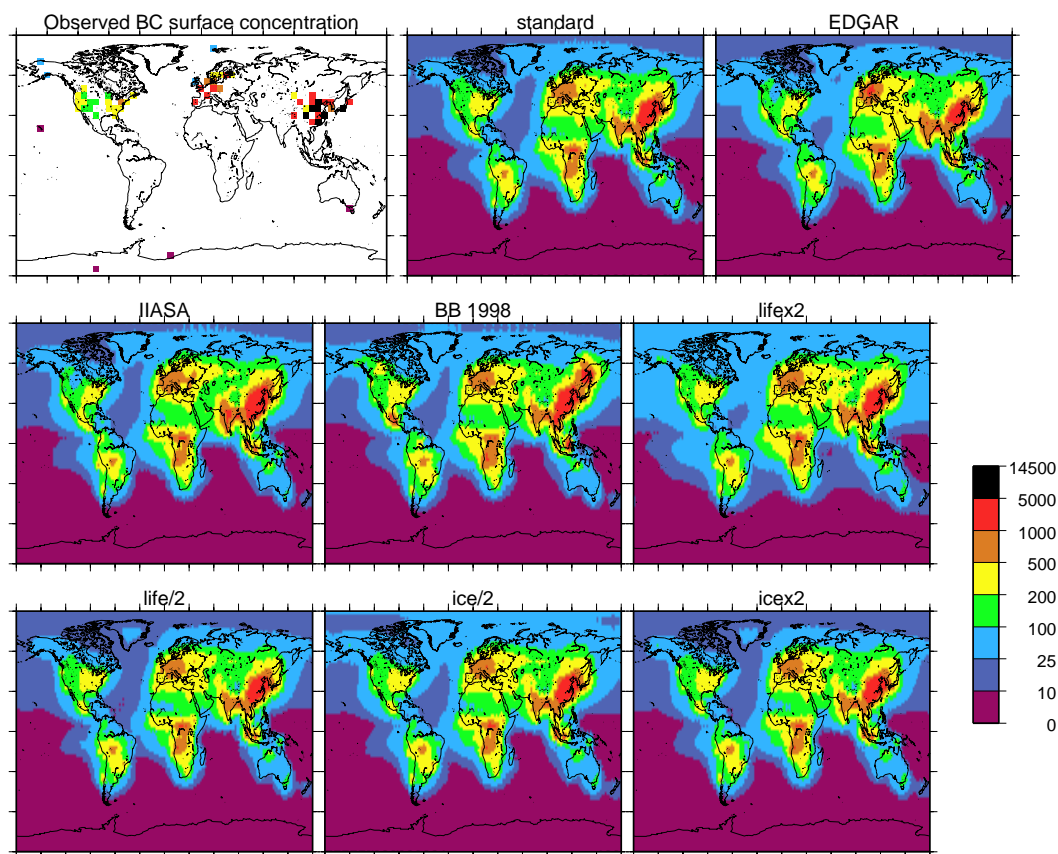 Observed BC surface concentration
standard
EDGAR
IIASA
BB 1998
lifex2
life/2
ice/2
icex2
14500
5000
1000
500
200
100
25
10
0